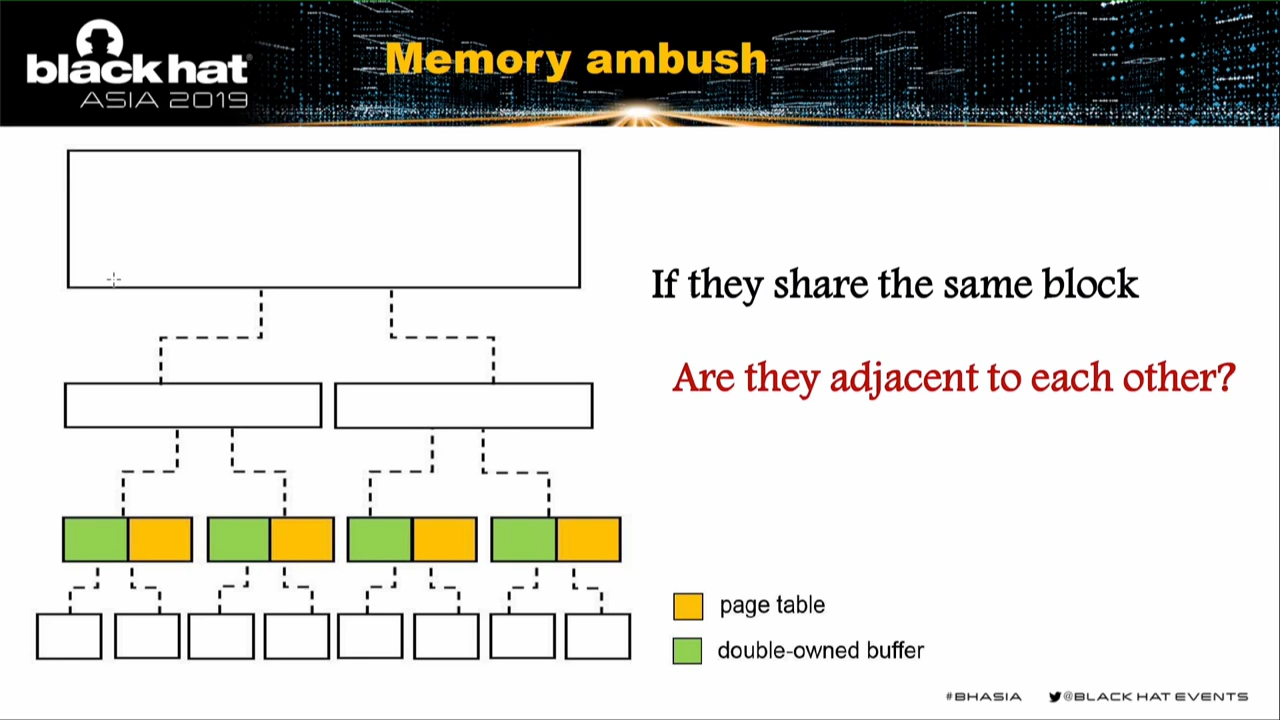 black hat
ASIA 2019
Memory ambush
If they share the same block
Are they adjacent to each other?
page table
double-owned buffer
#BHASIA @BLACK HAT EVENTS